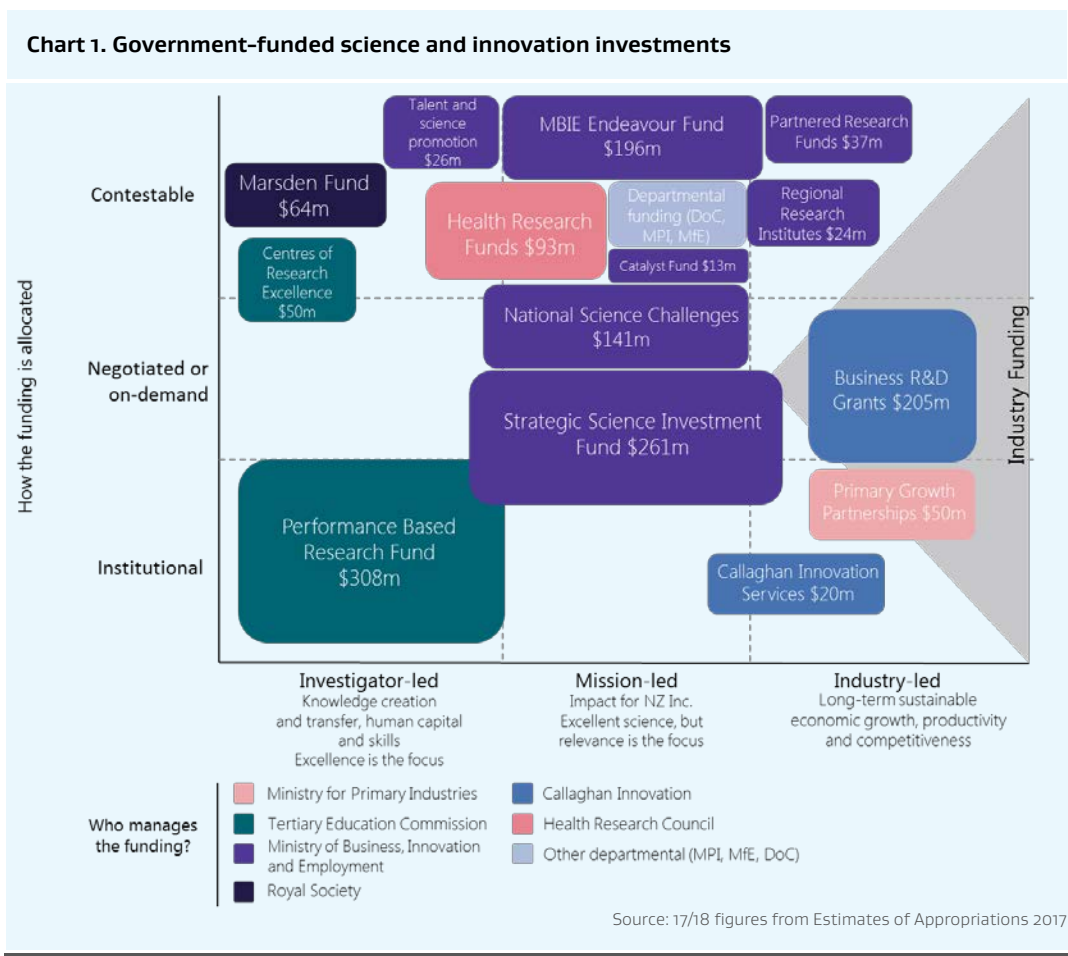 Chart 1. Government-funded science and innovation investments
How the funding is allocated
Contestable
Negotiated or
on-demand
Institutional
Talent and
science
promotion
$26m
MBIE Endeavour Fund
$196m
Partnered Research
Funds $37m
Marsden Fund
$64m
Health Research
Funds $93m
Departmental
funding (DoC,
MPI, MfE)
Regional
Research
Institutes $24m
Centres of
Research
Excellence
$50m
Catalyst Fund $13m
National Science Challenges
$141m
Business R&D
Grants $205m
Industry Funding
Strategic Science Investment
Fund $261m
Primary Growth
Partnerships $50m
Performance Based
Research Fund
$308m
Callaghan Innovation
Services $20m
Investigator-led
Knowledge creation
and transfer, human capital
and skills
Excellence is the focus
Mission-led
Impact for NZ Inc.
Excellent science, but
relevance is the focus
Industry-led
Long-term sustainable
economic growth, productivity
and competitiveness
Who manages
the funding?
Ministry for Primary Industries
Tertiary Education Commission
Ministry of Business, Innovation
and Employment
Royal Society
Callaghan Innovation
Health Research Council
Other departmental (MPI, MfE, DoC)
Source: 17/18 figures from Estimates of Appropriations 2017